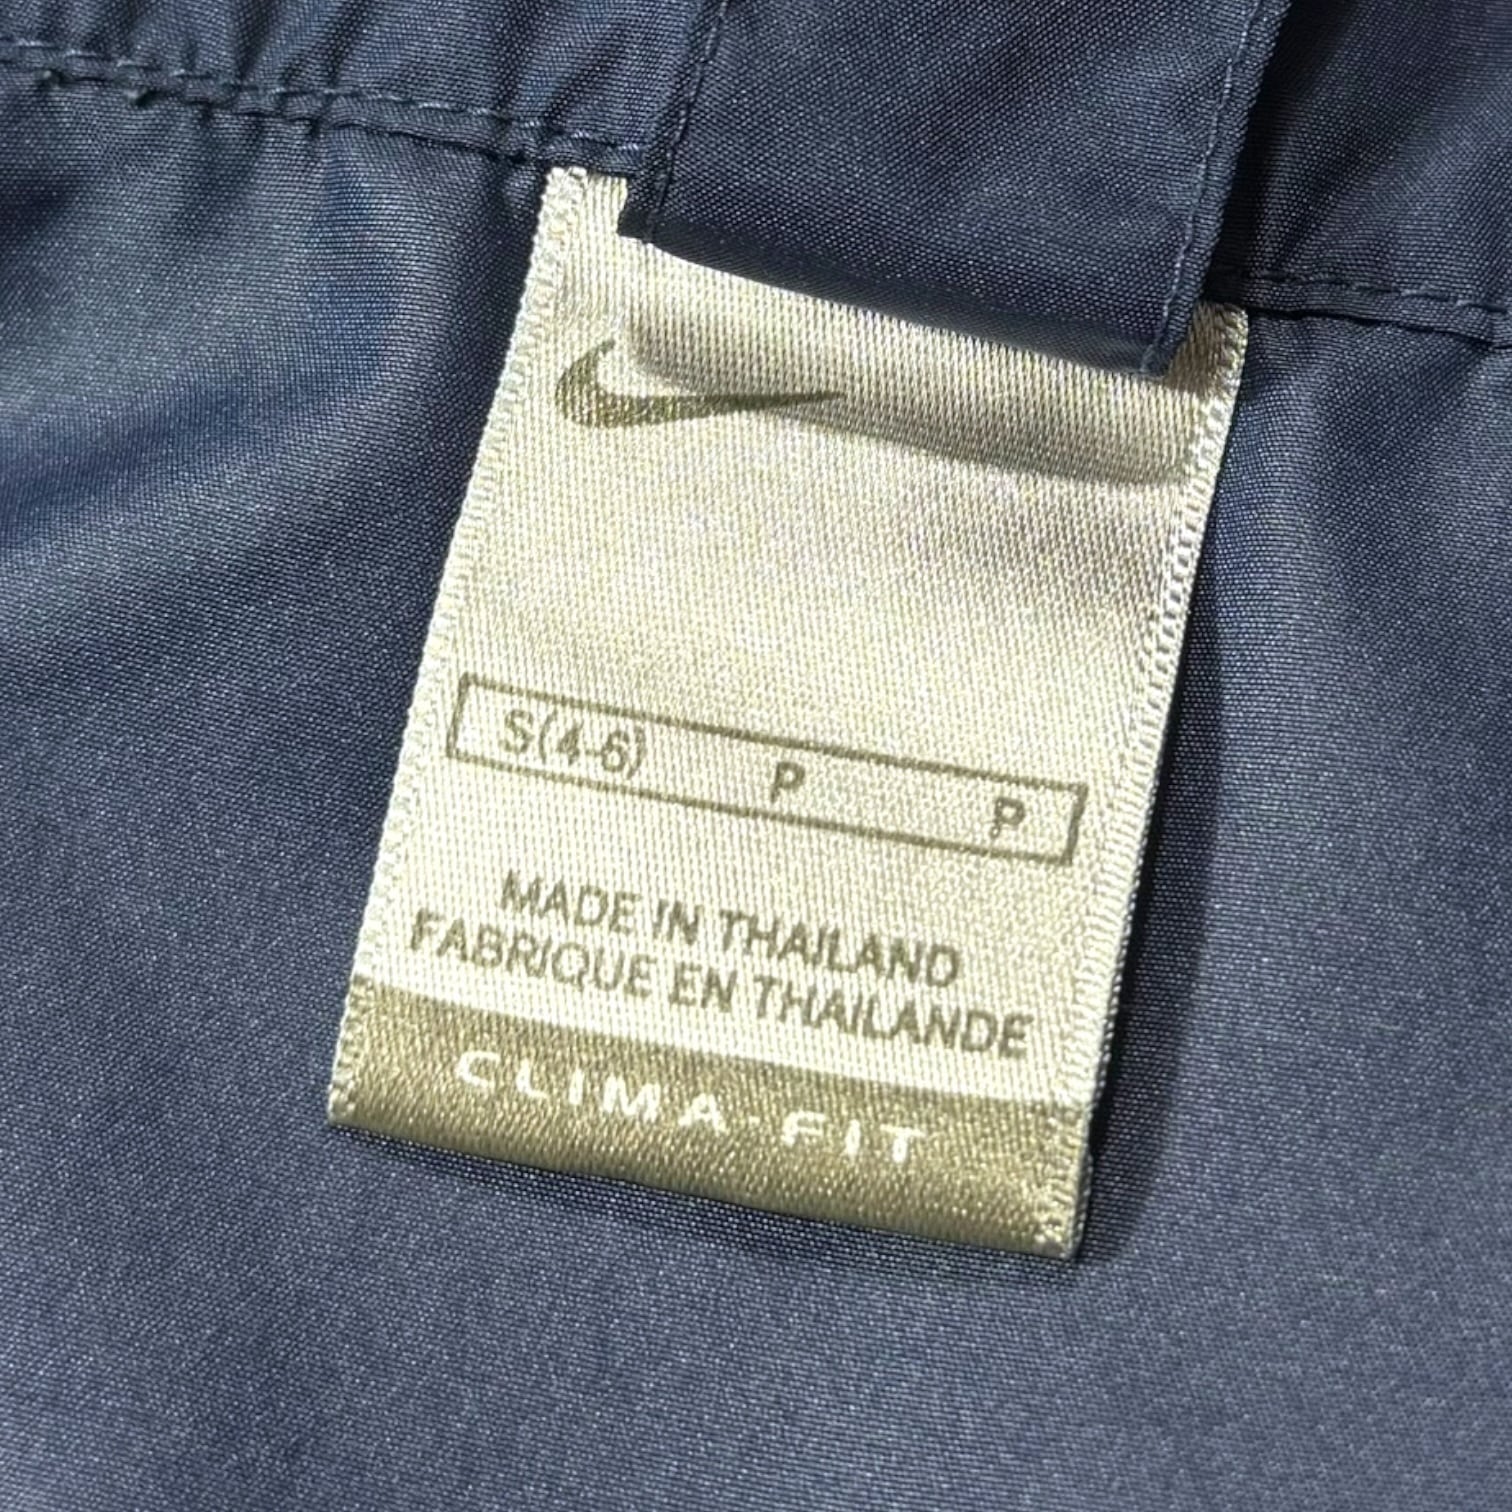 S(4-6) P P
MADE IN THAILAND
FABRIQUE EN THAILANDE
CLIMA-FIT